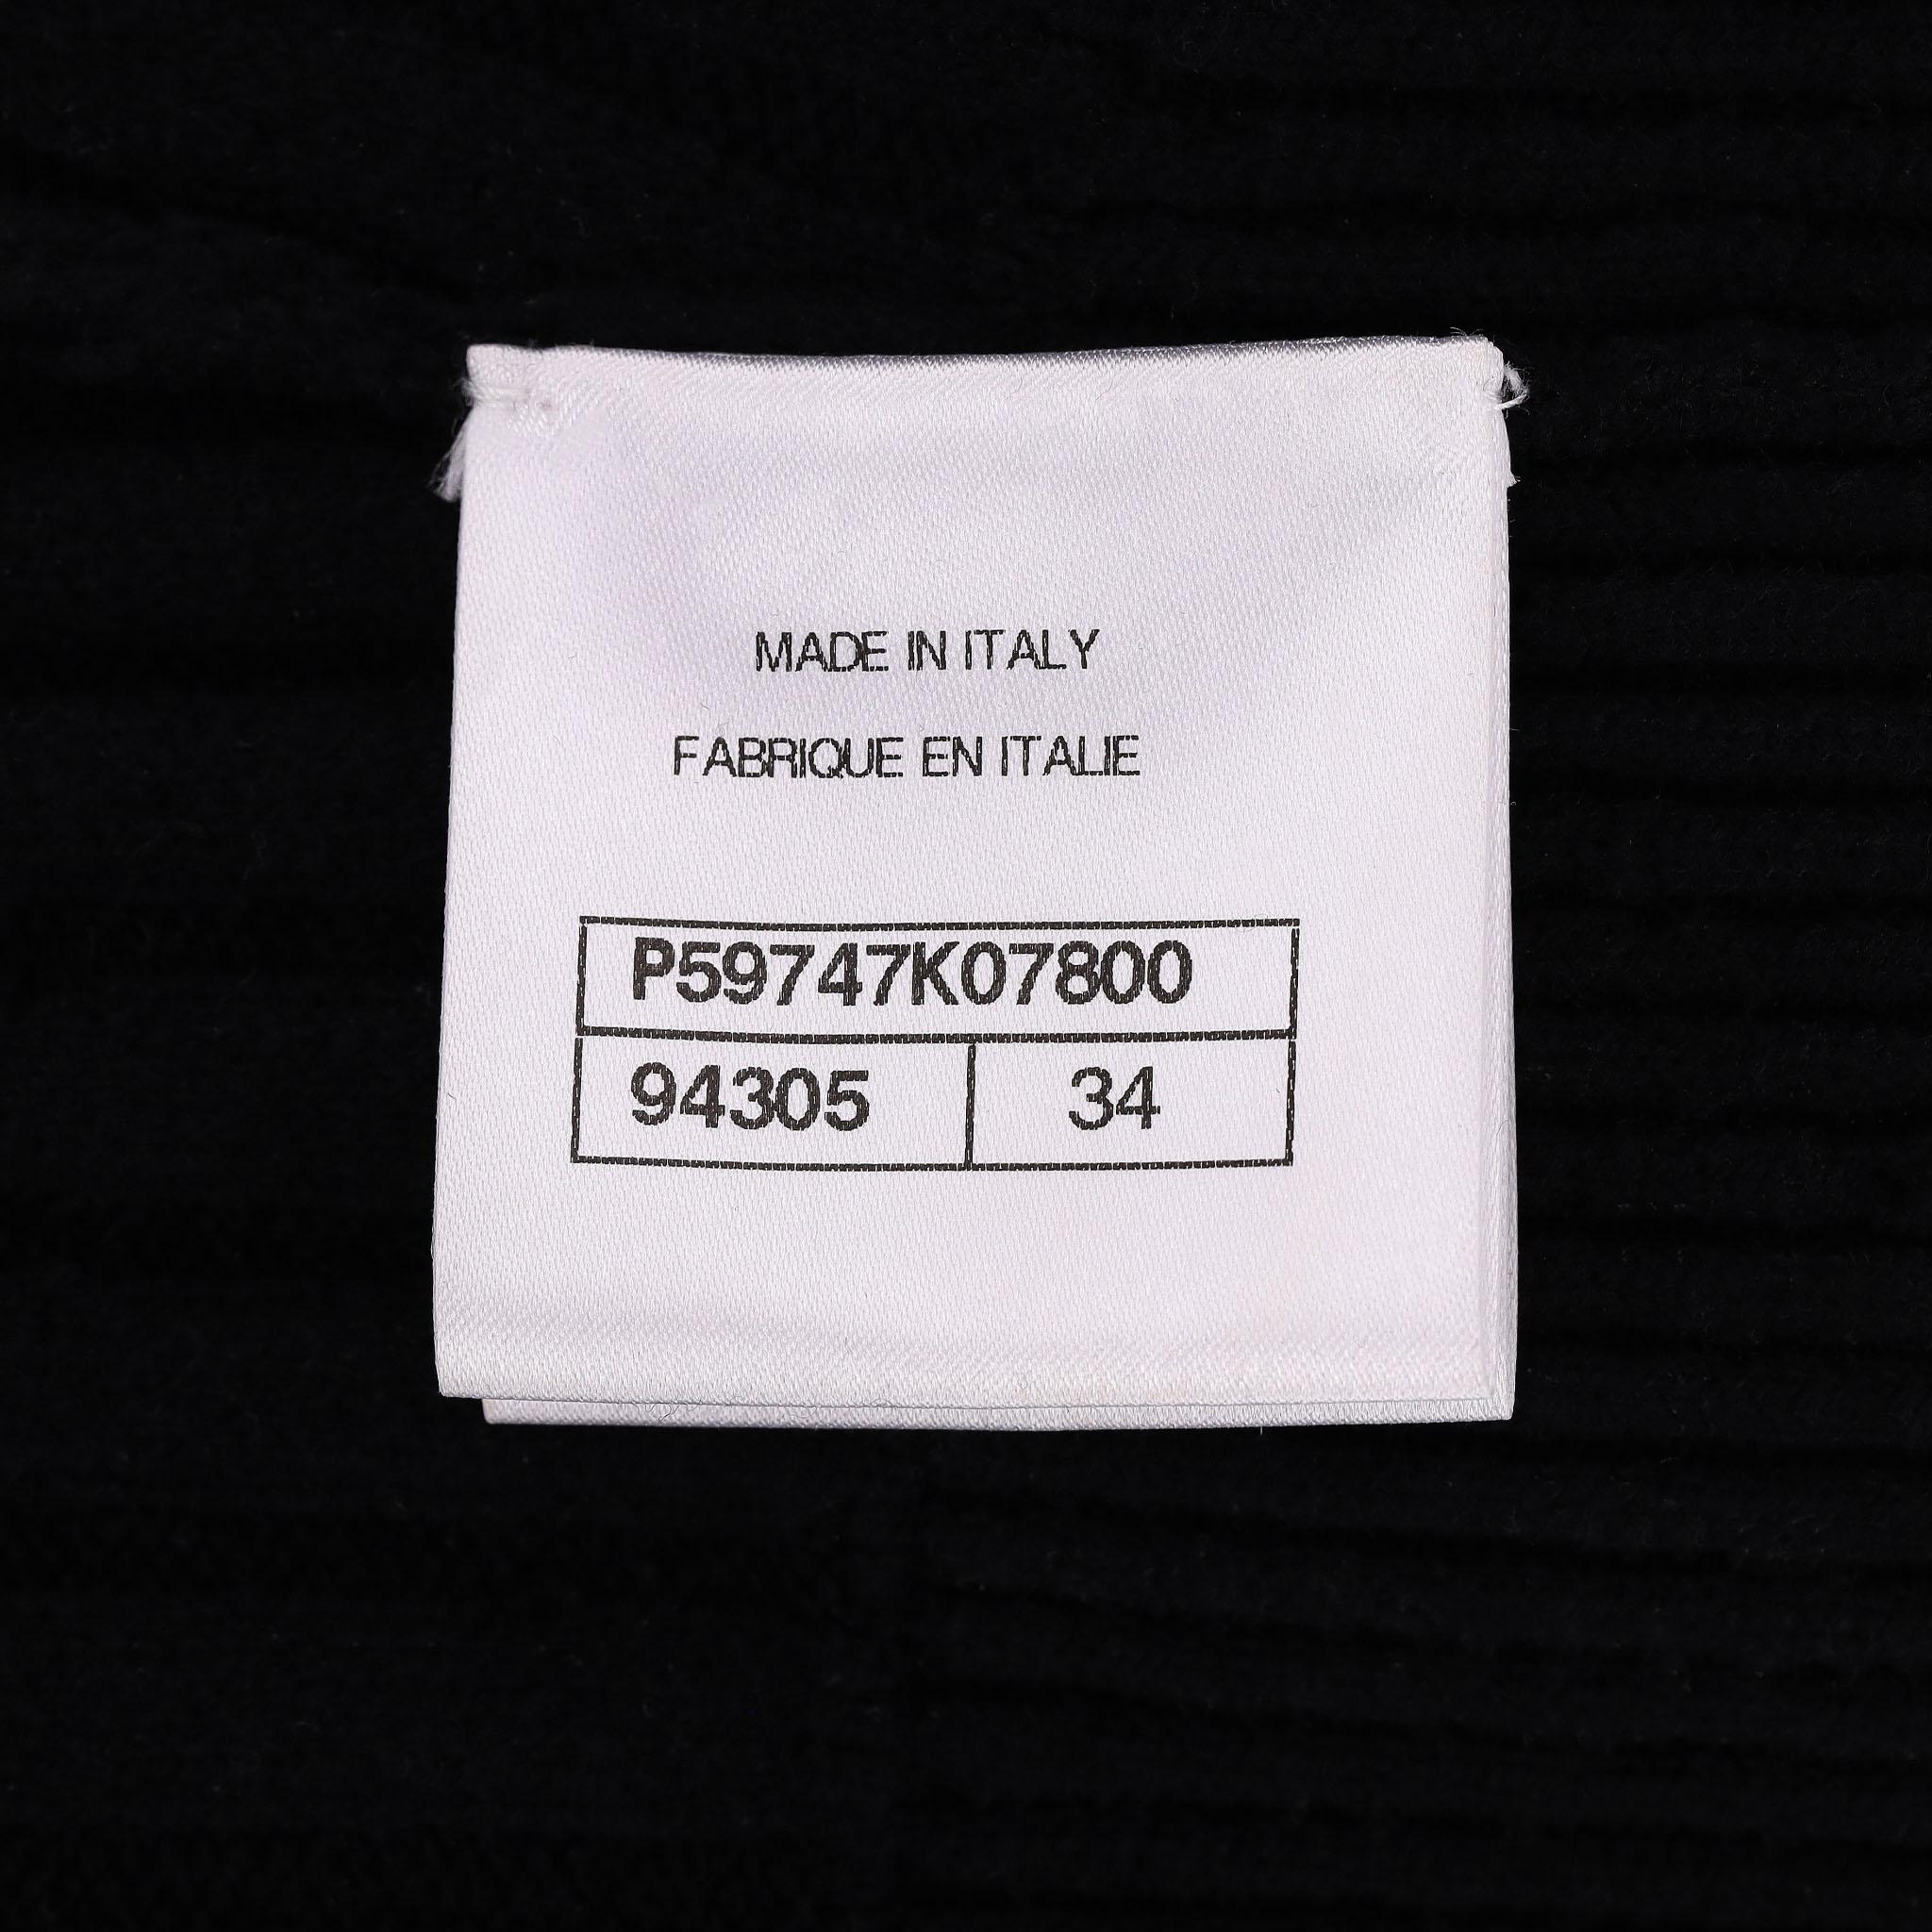 MADE IN ITALY
FABRIQUE EN ITALIE
P59747K07800
94305 34